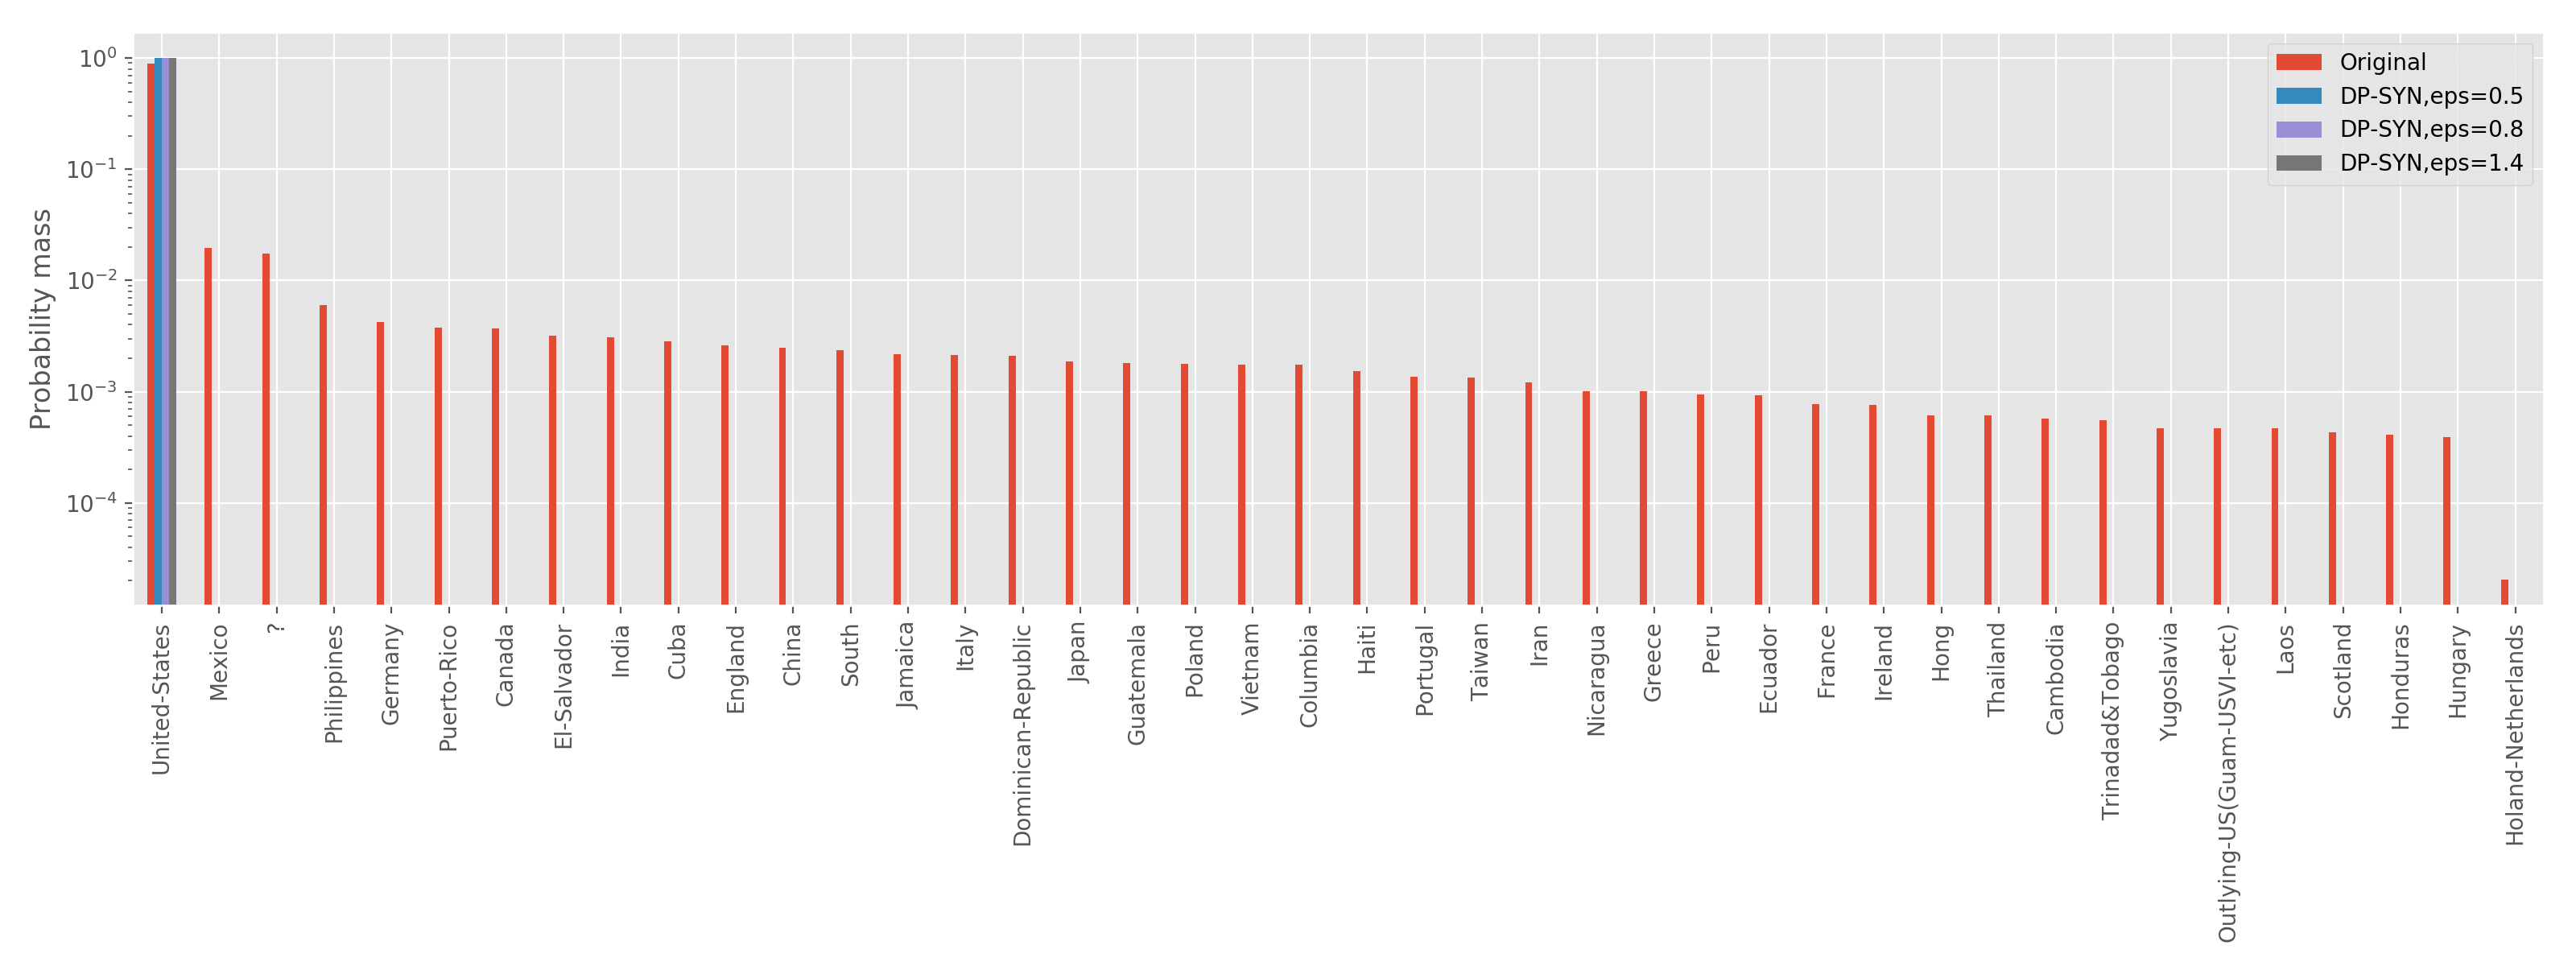 Probability mass
10⁰
10⁻¹
10⁻²
10⁻³
10⁻⁴
Original
DP-SYN,eps=0.5
DP-SYN,eps=0.8
DP-SYN,eps=1.4
United-States
Mexico
?
Philippines
Germany
Puerto-Rico
Canada
El-Salvador
India
Cuba
England
China
South
Jamaica
Italy
Dominican-Republic
Japan
Guatemala
Poland
Vietnam
Columbia
Haiti
Portugal
Taiwan
Iran
Nicaragua
Greece
Peru
Ecuador
France
Ireland
Hong
Thailand
Cambodia
Trinadad&Tobago
Yugoslavia
Outlying-US(Guam-USVI-etc)
Laos
Scotland
Honduras
Hungary
Holand-Netherlands